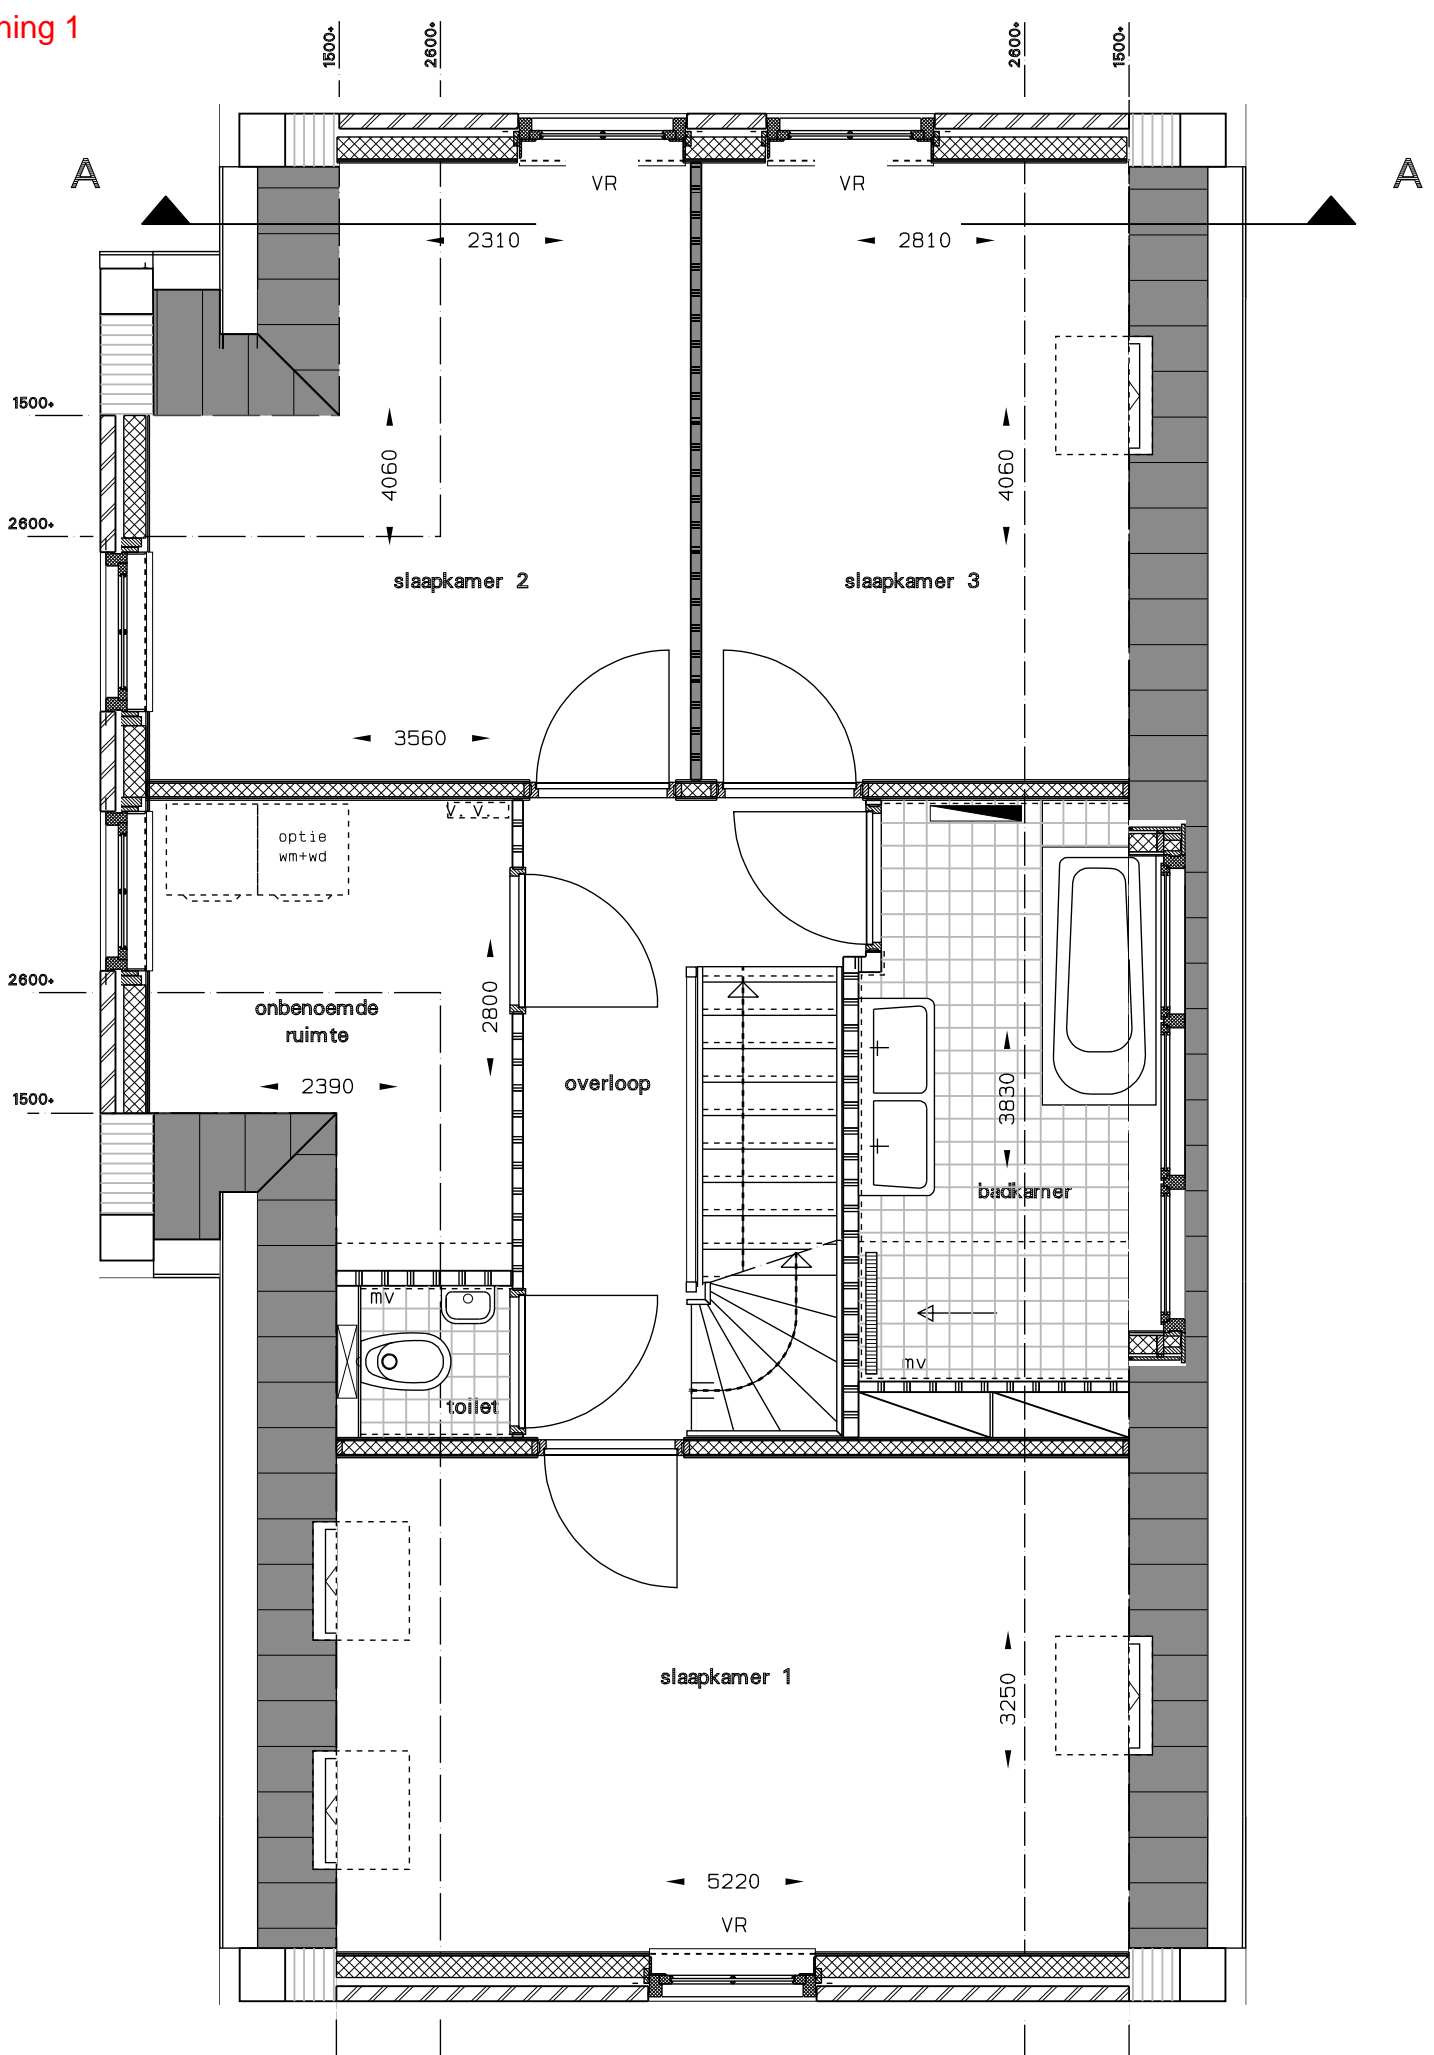 ning 1
1500+
2600+
2600+
1500+
A
A
VR
VR
2310
2810
1500+
4060
4060
2600+
slaapkamer 2
slaapkamer 3
3560
v. v.
optie
wm+wd
2600+
onbenoemde
ruimte
2800
2390
overloop
3830
1500+
badkamer
mv
mv
toilet
slaapkamer 1
3250
5220
VR